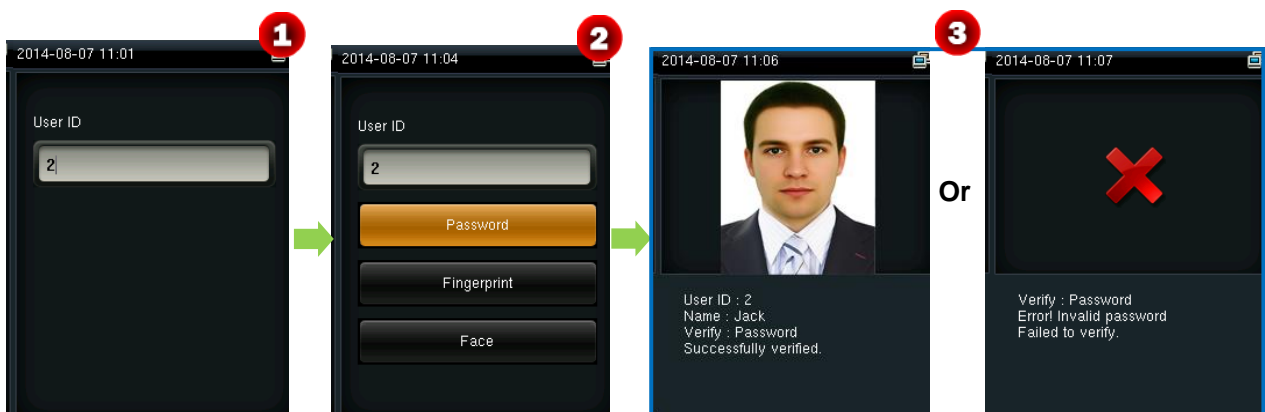 1
2014-08-07 11:01
User ID
2
2
2014-08-07 11:04
User ID
2
Password
Fingerprint
Face
3
2014-08-07 11:06
User ID : 2
Name : Jack
Verify : Password
Successfully verified.
Or
2014-08-07 11:07
Verify : Password
Error! Invalid password
Failed to verify.